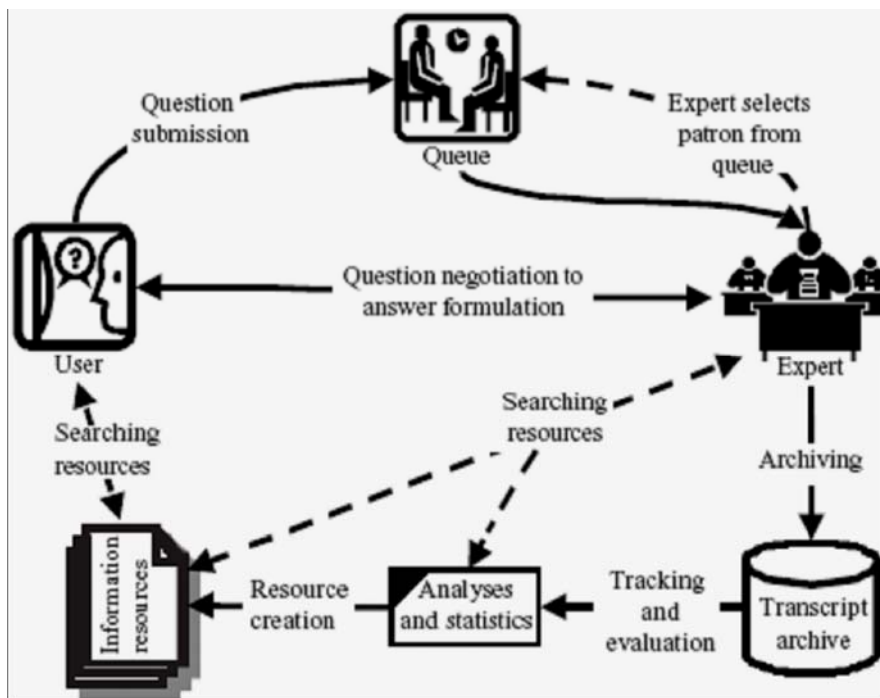 Question
submission
Queue
Expert selects
patron from
queue
?
User
Question negotiation to
answer formulation
Expert
Searching
resources
Searching
resources
Archiving
Information
resources
Resource
creation
Analyses
and statistics
Tracking
and
evaluation
Transcript
archive